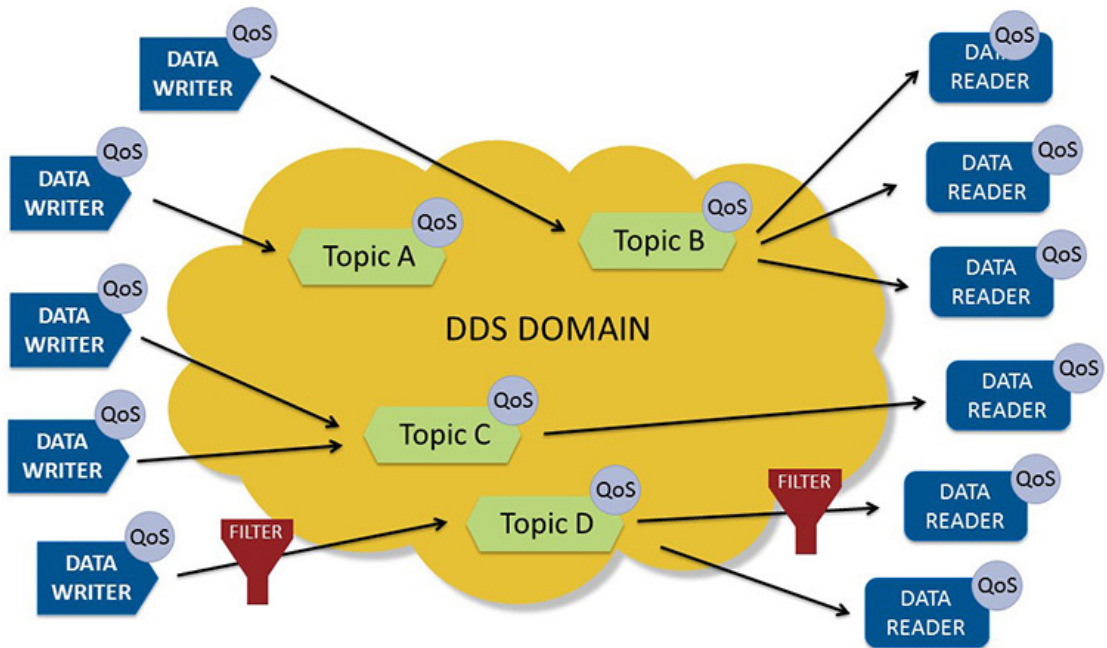 QoS
DATA
WRITER
QoS
DATA
READER
QoS
DATA
WRITER
QoS
DATA
READER
QoS
Topic A
QoS
Topic B
QoS
DATA
READER
QoS
DATA
WRITER
DDS DOMAIN
QoS
DATA
READER
QoS
DATA
WRITER
QoS
Topic C
QoS
DATA
READER
FILTER
QoS
Topic D
QoS
DATA
WRITER
FILTER
QoS
DATA
READER